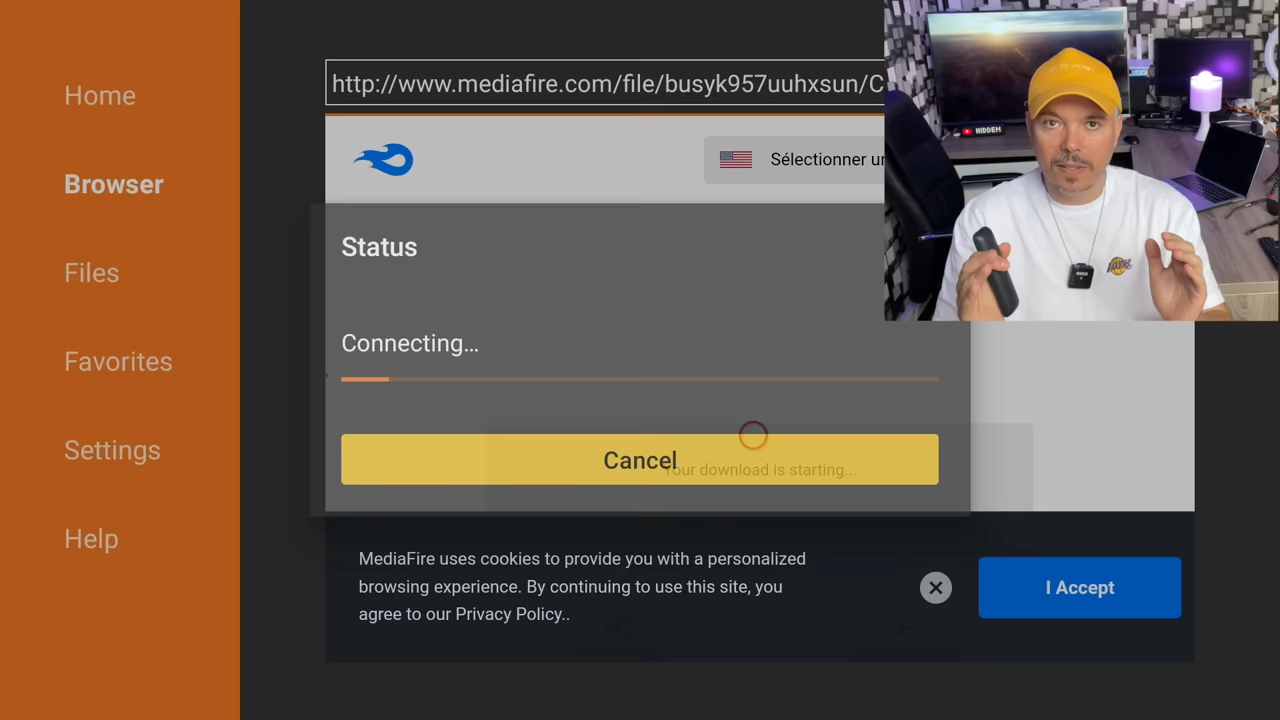 Home
Browser
Files
Favorites
Settings
Help
http://www.mediafire.com/file/busyk957uuhxsun/C
Sélectionner
Status
Connecting...
Cancel
Your download is starting...
MediaFire uses cookies to provide you with a personalized
browsing experience. By continuing to use this site, you
agree to our Privacy Policy..
I Accept
HIDDEN
LAKERS